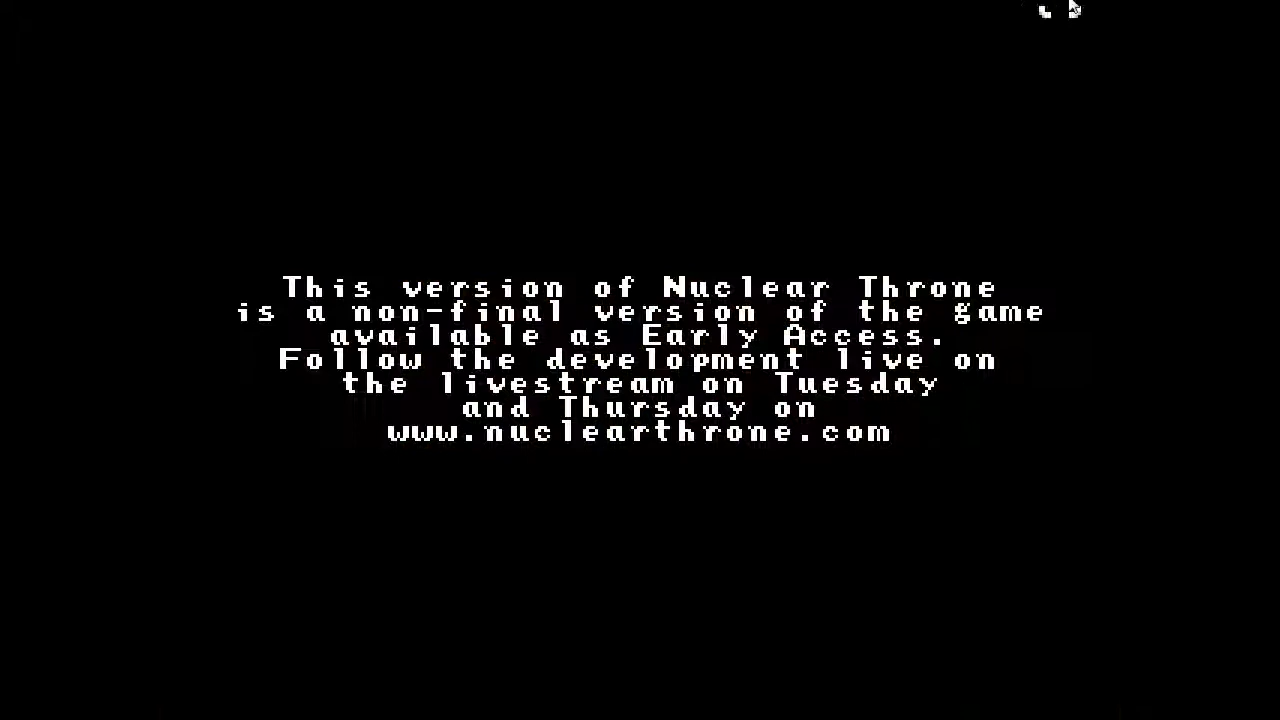 This version of Nuclear Throne
is a non-final version of the game
available as Early Access.
Follow the development live on
the livestream on Tuesday
and Thursday on
www.nuclearthrone.com